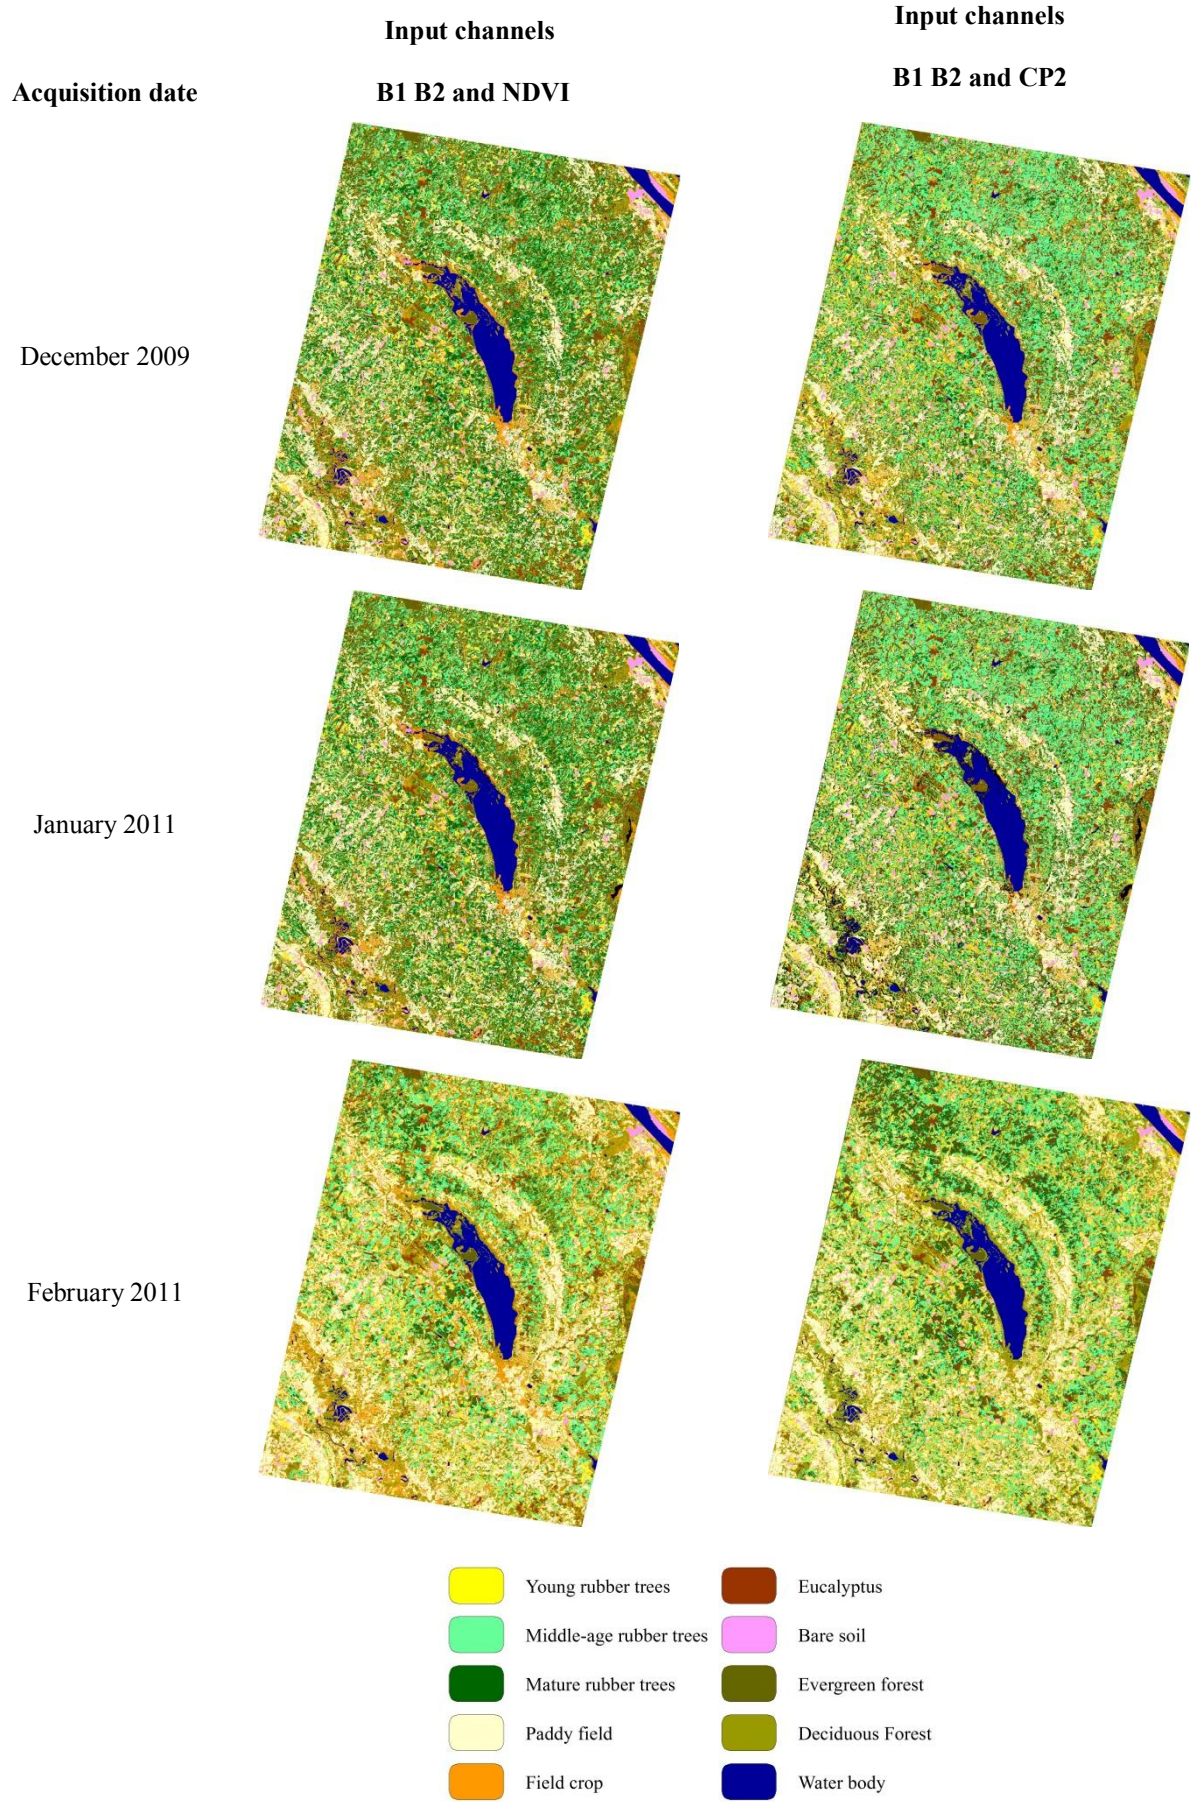 Input channels
B1 B2 and NDVI
Input channels
B1 B2 and CP2
Acquisition date
December 2009
January 2011
February 2011
Young rubber trees
Middle-age rubber trees
Mature rubber trees
Paddy field
Field crop
Eucalyptus
Bare soil
Evergreen forest
Deciduous Forest
Water body